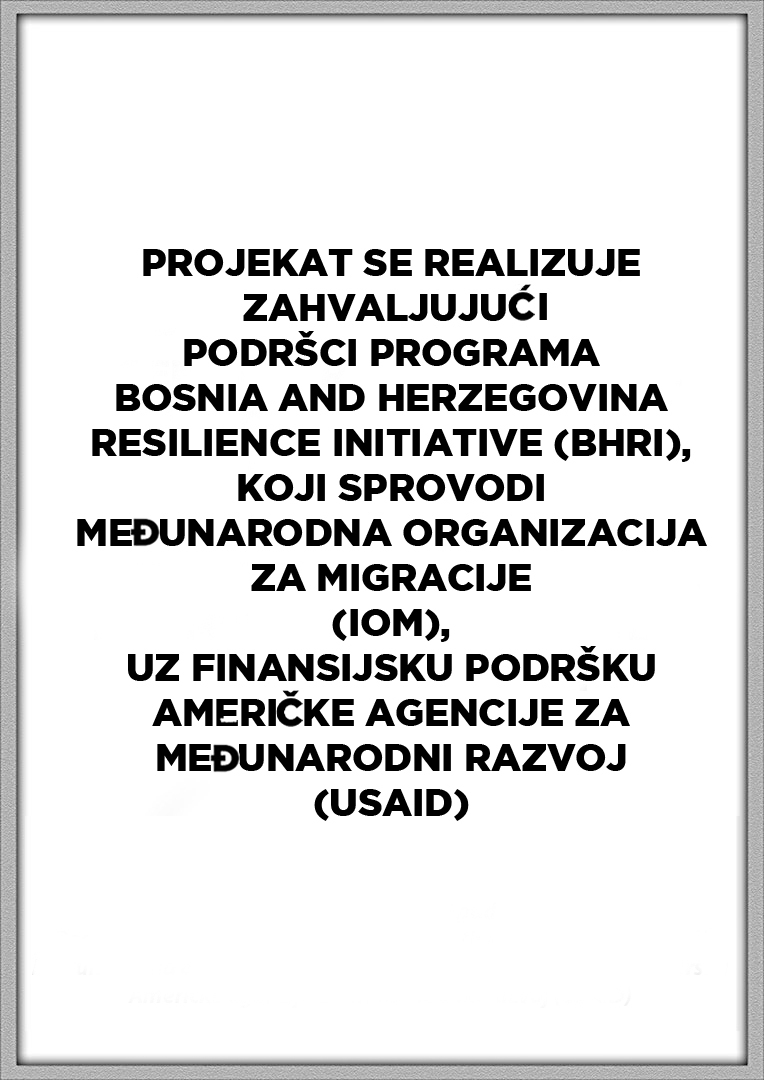 PROJEKAT SE REALIZUJE
ZAHVALJUJUĆI
PODRŠCI PROGRAMA
BOSNIA AND HERZEGOVINA
RESILIENCE INITIATIVE (BHRI),
KOJI SPROVODI
MEĐUNARODNA ORGANIZACIJA
ZA MIGRACIJE
(IOM),
UZ FINANSIJSKU PODRŠKU
AMERIČKE AGENCIJE ZA
MEĐUNARODNI RAZVOJ
(USAID)